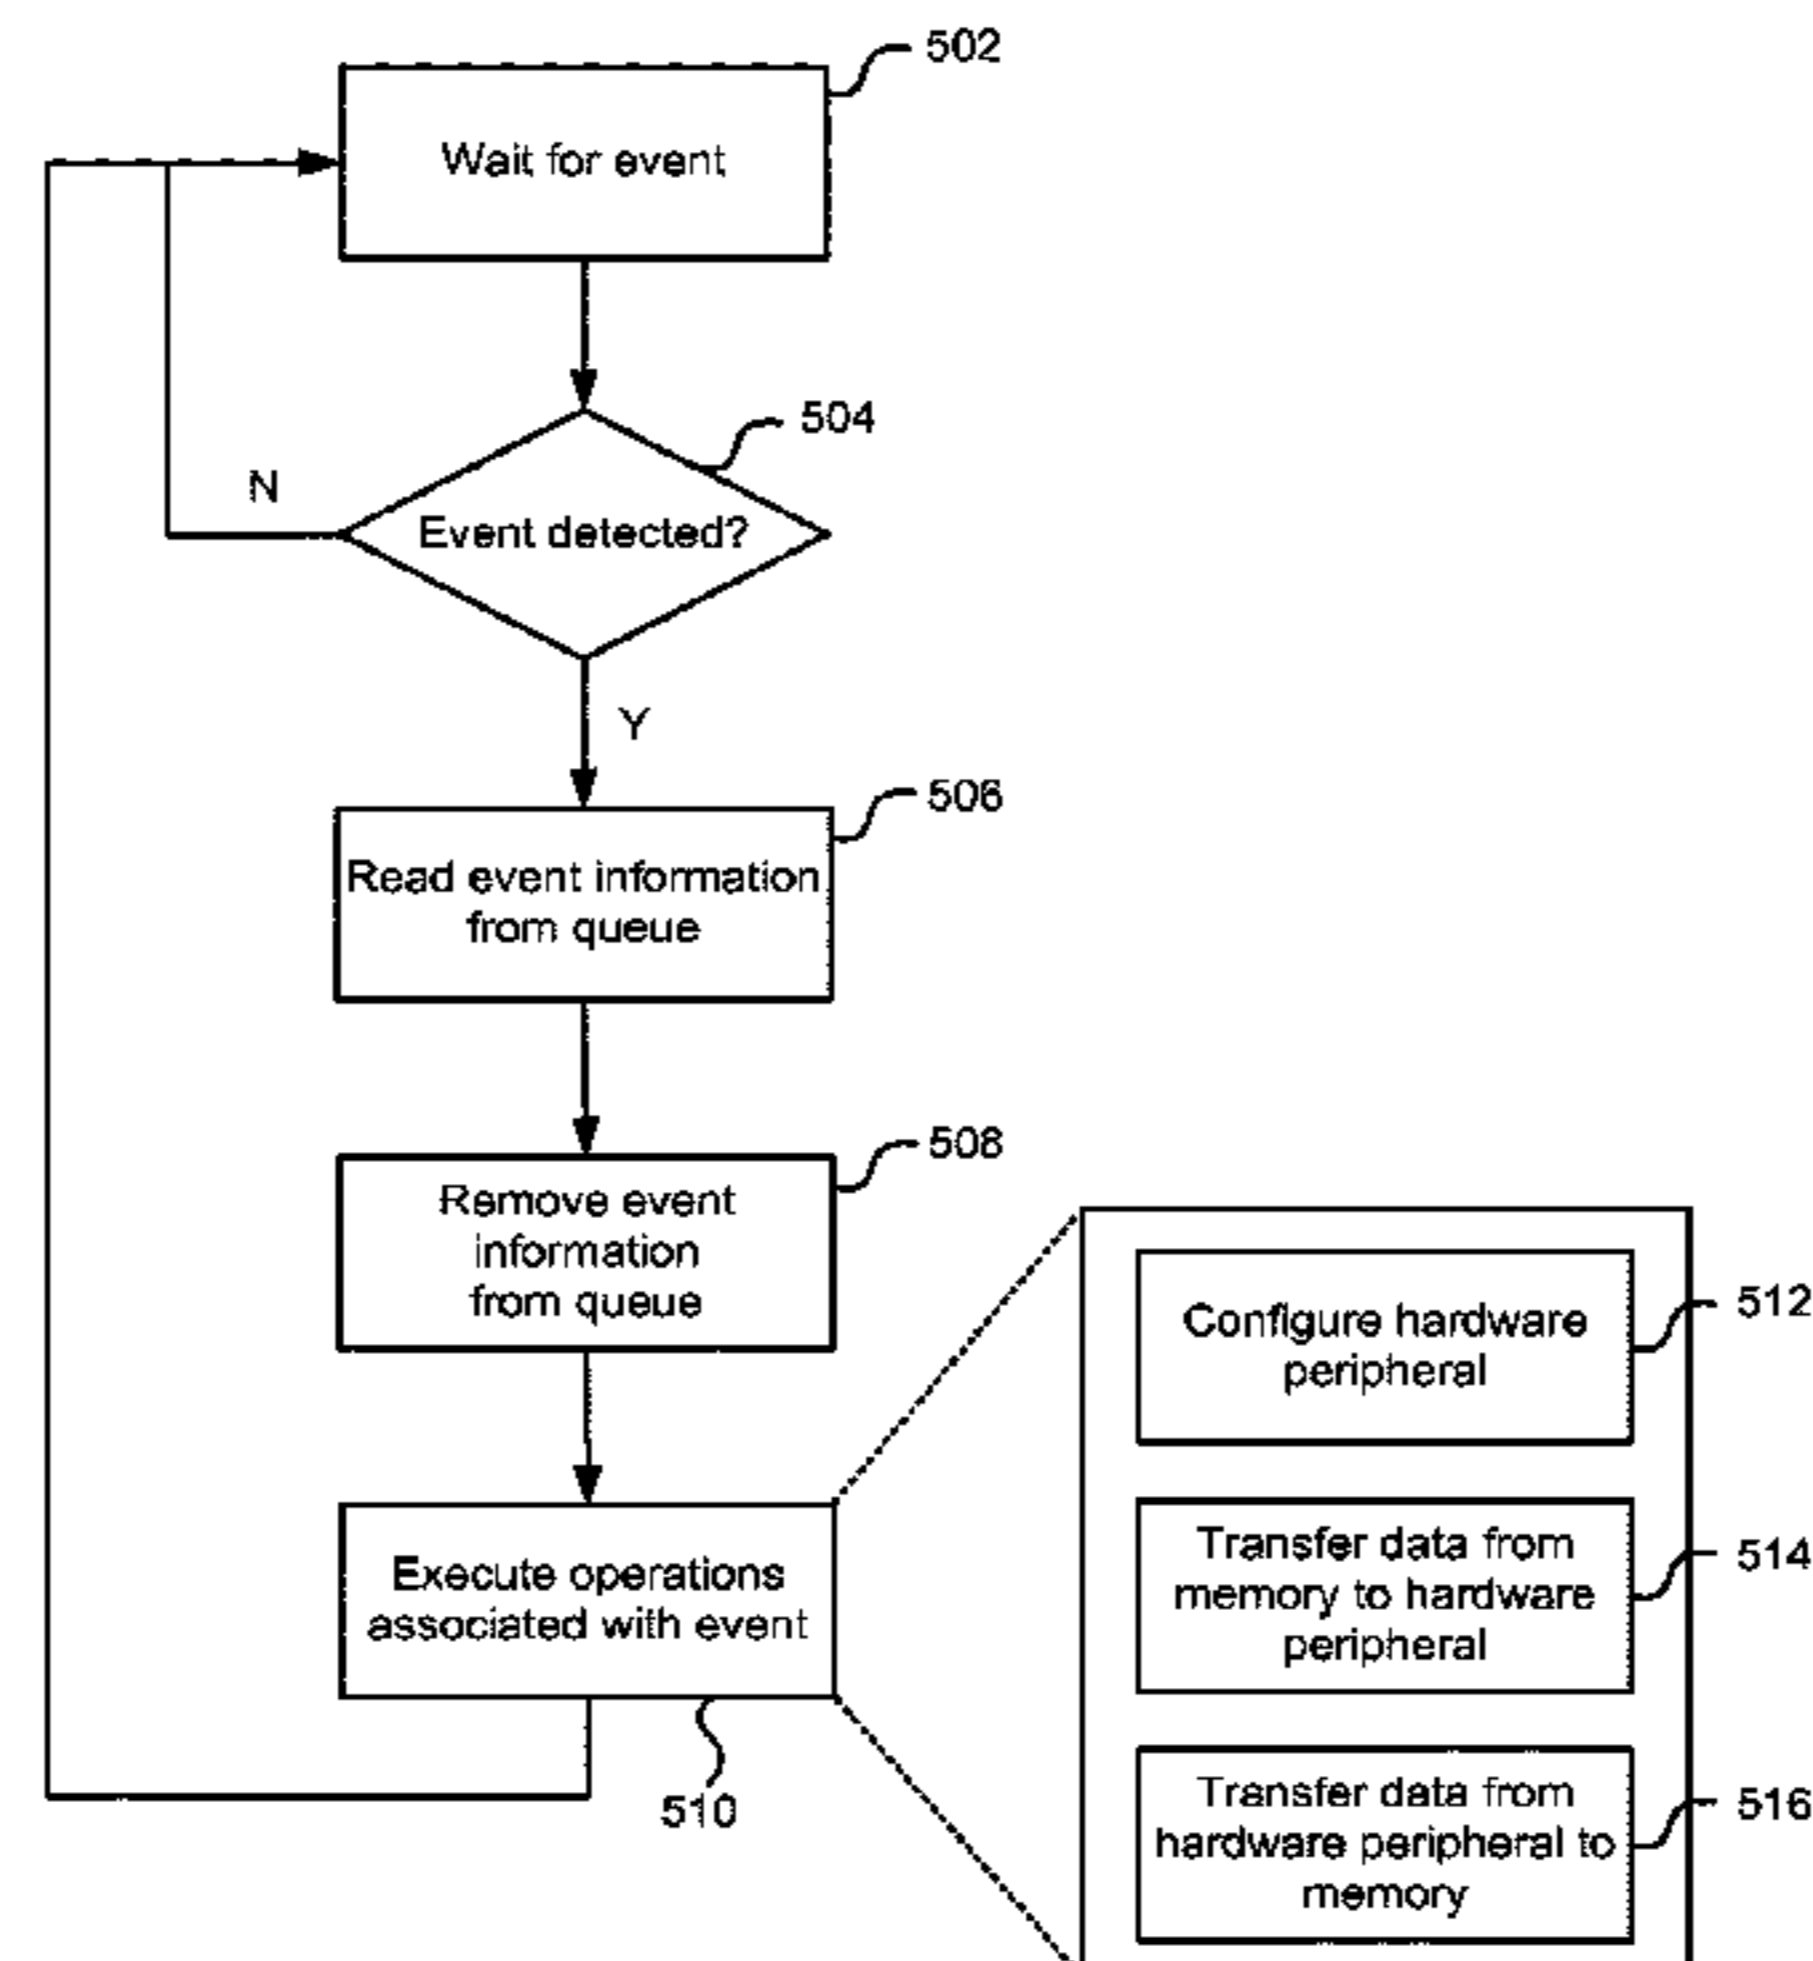 502
Wait for event
504
N
Event detected?
Y
506
Read event information
from queue
508
Remove event
information
from queue
Configure hardware
peripheral
512
Transfer data from
memory to hardware
peripheral
514
Execute operations
associated with event
510
Transfer data from
hardware peripheral to
memory
516